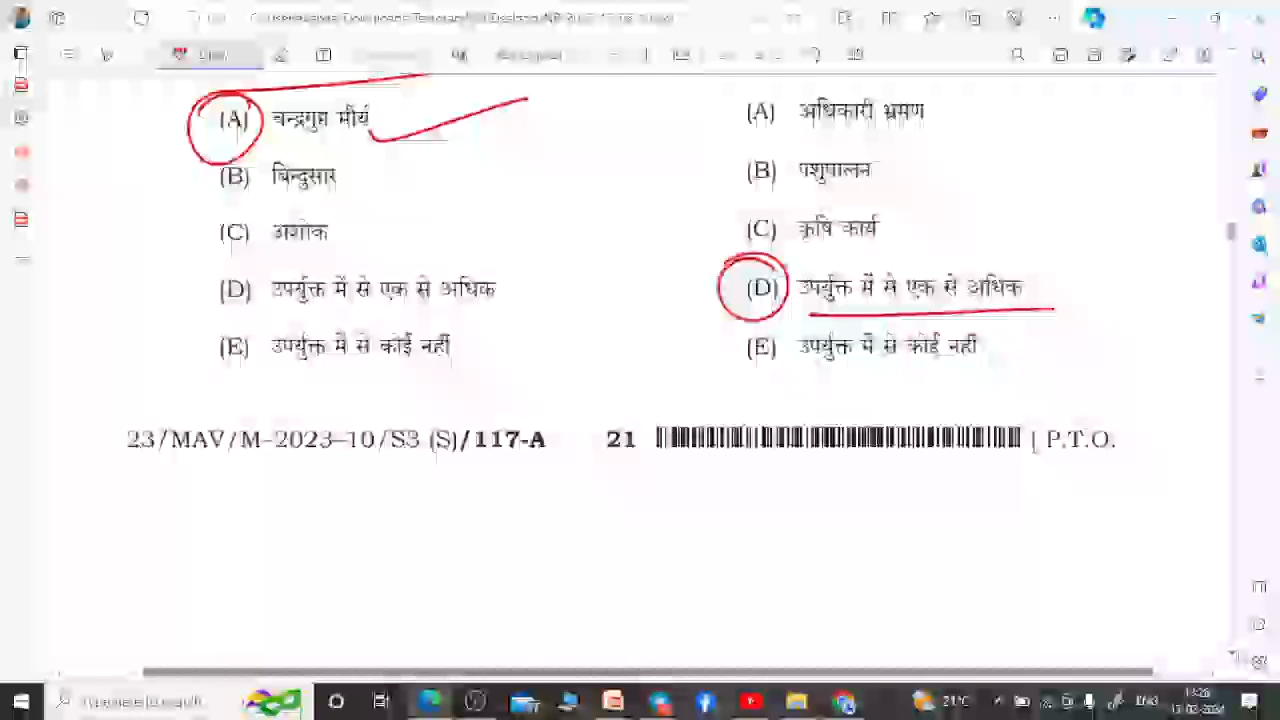 (A) चन्द्रगुप्त मौर्य
(B) बिन्दुसार
(C) अशोक
(D) उपर्युक्त में से एक से अधिक
(E) उपर्युक्त में से कोई नहीं
(A) अधिकारी भ्रमण
(B) पशुपालन
(C) कृषि कार्य
(D) उपर्युक्त में से एक से अधिक
(E) उपर्युक्त में से कोई नहीं
23/MAV/M-2023-10/S3 (S)/117-A 21 [ P.T.O.
21°C